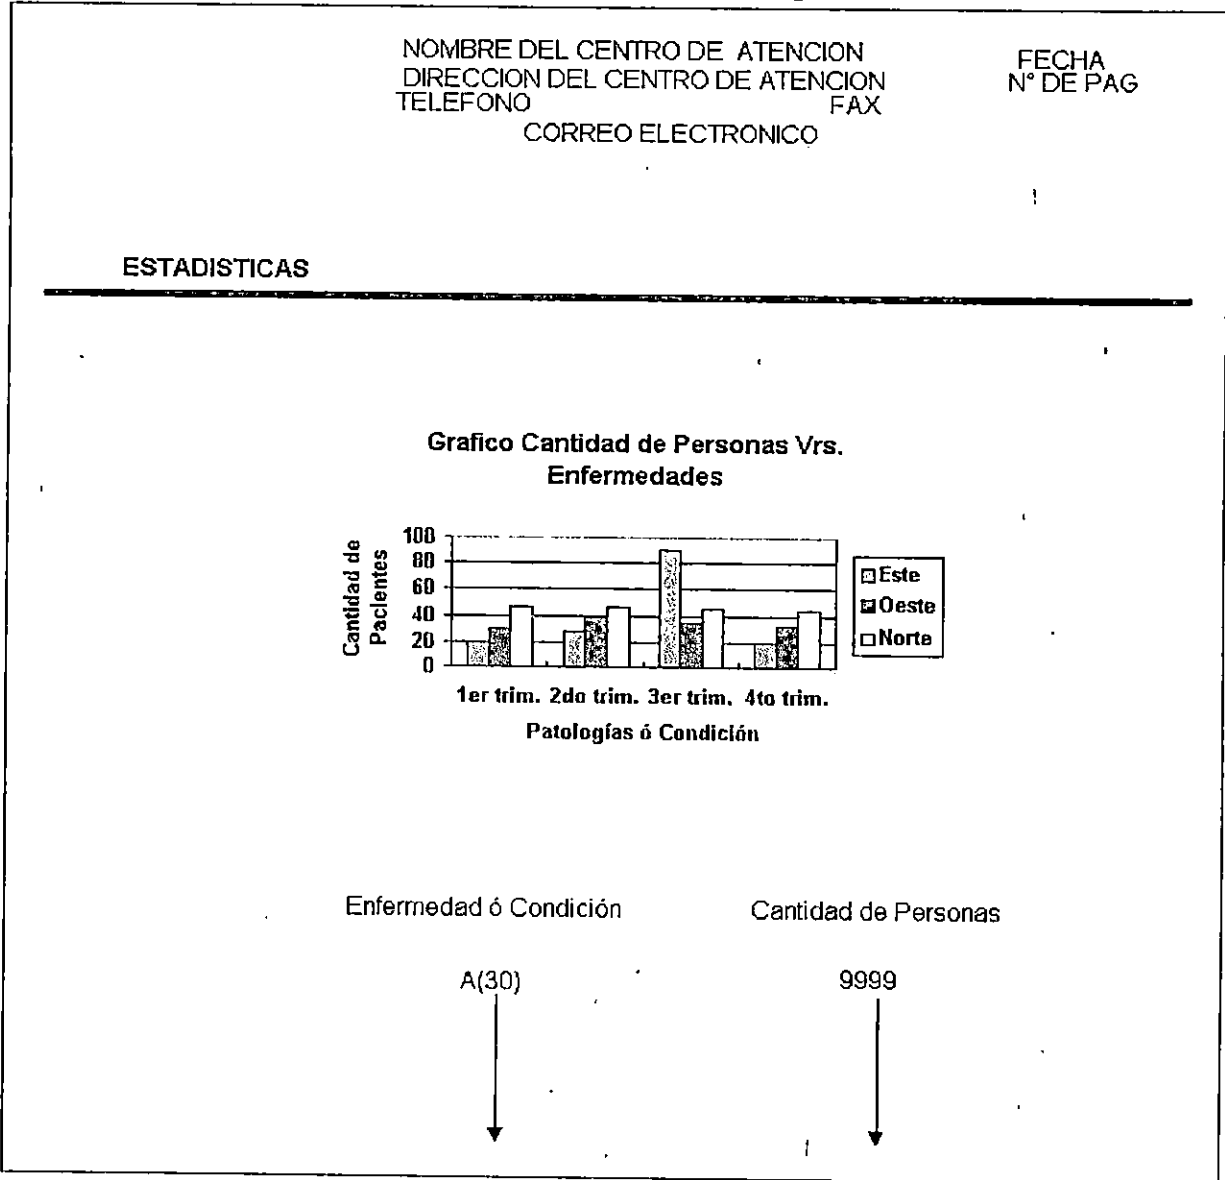 NOMBRE DEL CENTRO DE ATENCION
FECHA
DIRECCION DEL CENTRO DE ATENCION
N° DE PAG
TELEFONO FAX
CORREO ELECTRONICO
ESTADISTICAS
Grafico Cantidad de Personas Vrs.
Enfermedades
Cantidad de
Pacientes
100
80
60
40
20
0
Este
Oeste
Norte
1er trim. 2do trim. 3er trim. 4to trim.
Patologías ó Condición
Enfermedad ó Condición Cantidad de Personas
A(30) 9999